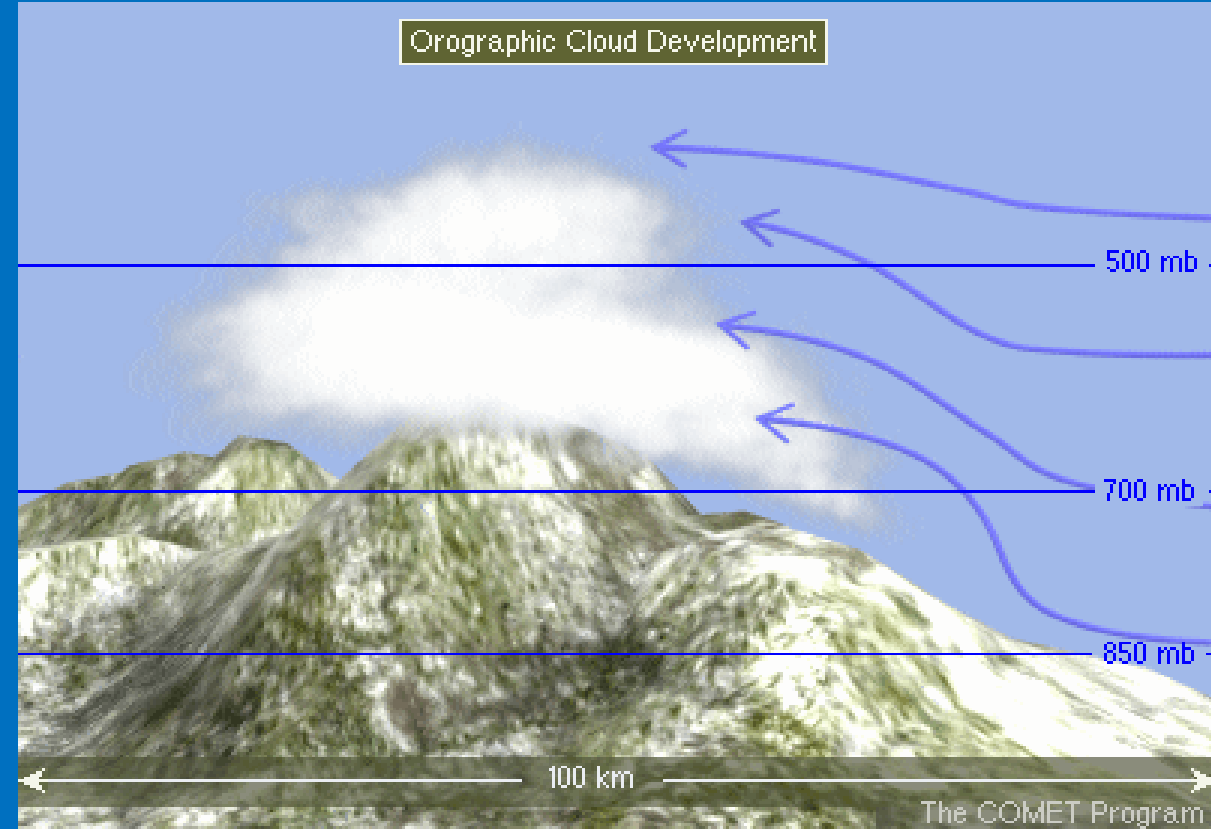 Orographic Cloud Development
500 mb
700 mb
850 mb
100 km
The COMET Program